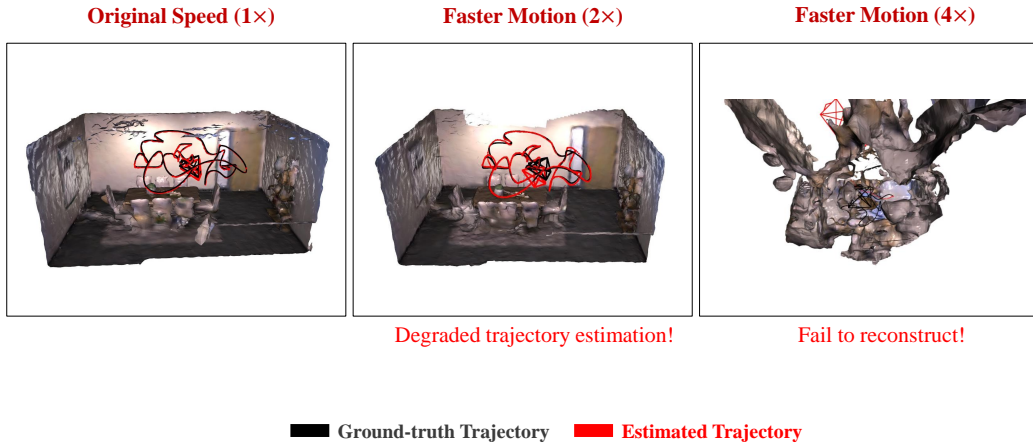 Original Speed (1×)
Faster Motion (2×)
Faster Motion (4×)
Degraded trajectory estimation!
Fail to reconstruct!
Ground-truth Trajectory
Estimated Trajectory